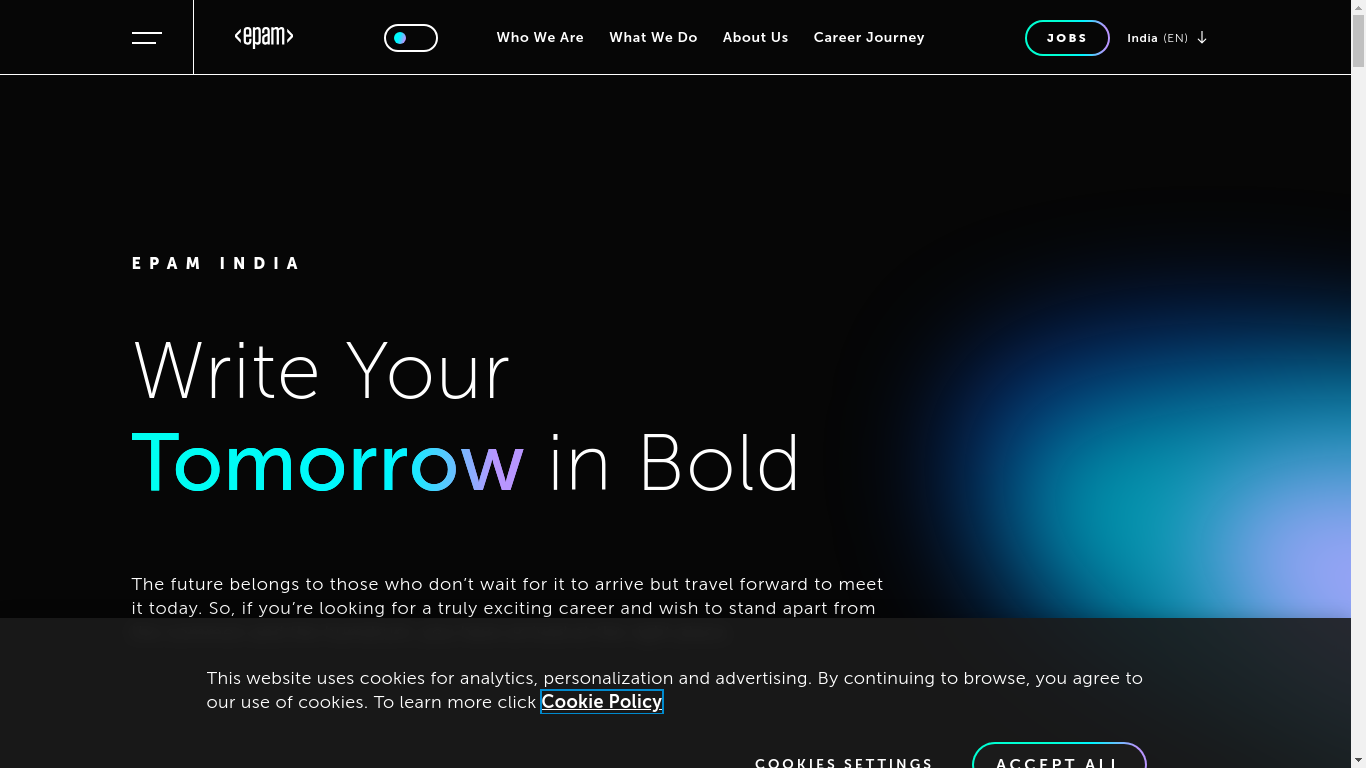 <epam>
Who We Are
What We Do
About Us
Career Journey
JOBS
India (EN)
EPAM INDIA
Write Your
Tomorrow in Bold
The future belongs to those who don’t wait for it to arrive but travel forward to meet
it today. So, if you’re looking for a truly exciting career and wish to stand apart from
This website uses cookies for analytics, personalization and advertising. By continuing to browse, you agree to
our use of cookies. To learn more click Cookie Policy
COOKIES SETTINGS
ACCEPT ALL